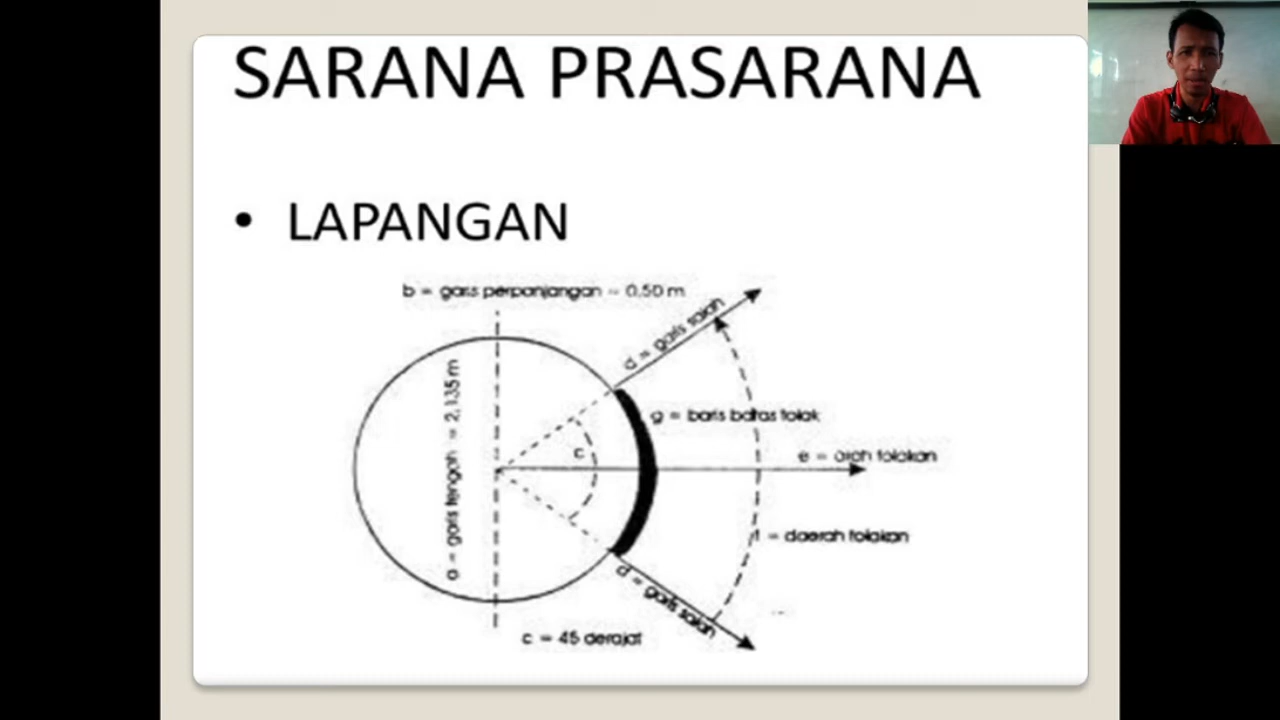 SARANA PRASARANA
• LAPANGAN
b = garis perpanjangan = 0,50 m
d = garis salah
a = garis tengah = 2,135 m
g = baris batas tolak
c
e = arah tolakan
f = daerah tolakan
d = garis salah
c = 45 derajat